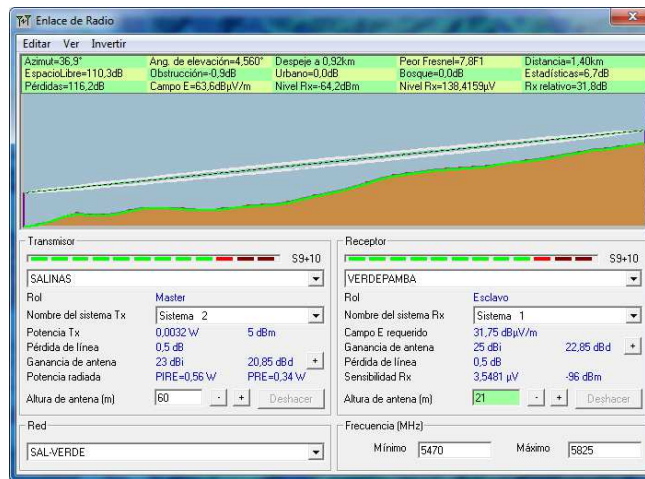 Enlace de Radio
Editar Ver Invertir
Azimut=36,9° Ang. de elevación=4,560° Despeje a 0,92km Peor Fresnel=7,8F1 Distancia=1,40km
EspacioLibre=110,3dB Obstrucción=-0,9dB Urbano=0,0dB Bosque=0,0dB Estadísticas=6,7dB
Pérdidas=116,2dB Campo E=63,6dBµV/m Nivel Rx=-64,2dBm Nivel Rx=138,4159µV Rx relativo=31,8dB
Transmisor
S9+10
SALINAS
Rol Master
Nombre del sistema Tx Sistema 2
Potencia Tx 0,0032 W 5 dBm
Pérdida de línea 0,5 dB
Ganancia de antena 23 dBi 20,85 dBd +
Potencia radiada PIRE=0,56 W PRE=0,34 W
Altura de antena (m) 60 - + Deshacer
Red
SAL-VERDE
Receptor
S9+10
VERDEPAMBA
Rol Esclavo
Nombre del sistema Rx Sistema 1
Campo E requerido 31,75 dBµV/m
Ganancia de antena 25 dBi 22,85 dBd +
Pérdida de línea 0,5 dB
Sensibilidad Rx 3,5481 µV -96 dBm
Altura de antena (m) 21 - + Deshacer
Frecuencia (MHz)
Mínimo 5470 Máximo 5825